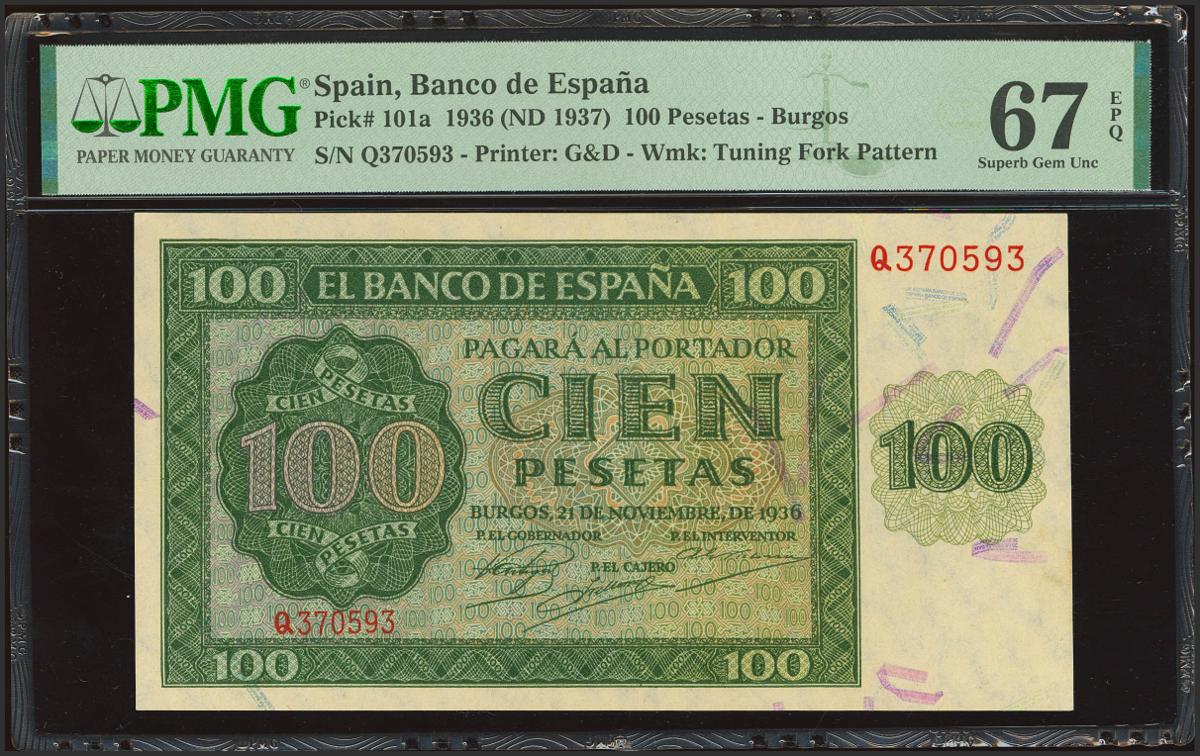 PMG®
PAPER MONEY GUARANTY
Spain, Banco de España
Pick# 101a 1936 (ND 1937) 100 Pesetas - Burgos
S/N Q370593 - Printer: G&D - Wmk: Tuning Fork Pattern
67
EPQ
Superb Gem Unc
Q370593
100 EL BANCO DE ESPAÑA 100
PAGARÁ AL PORTADOR
CIEN
PESETAS
CIEN PESETAS
100
CIEN PESETAS
100
BURGOS, 21 DE NOVIEMBRE, DE 1936
P. EL GOBERNADOR P. EL INTERVENTOR
P. EL CAJERO
Q370593
100 100